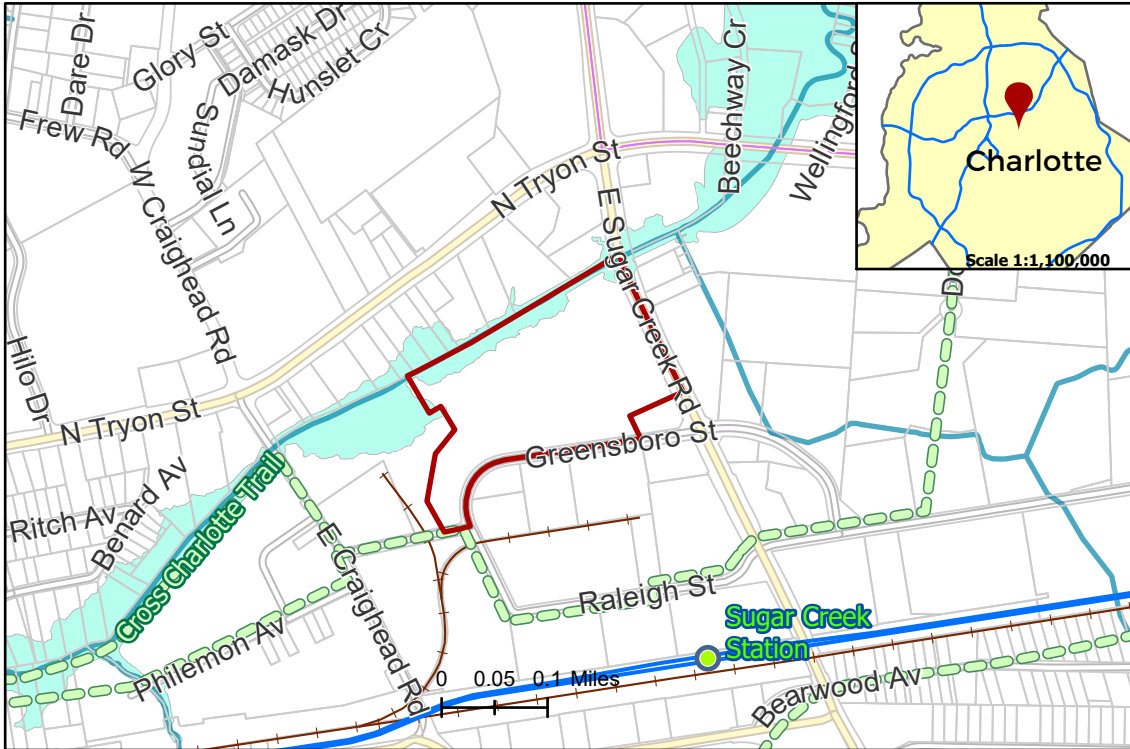 Dare Dr
Glory St
Damask Dr
Hunslet Cr
Frew Rd
Sundial Ln
W Craighead Rd
N Tryon St
E Sugar Creek Rd
Beechway Cr
Charlotte
Scale 1:1,100,000
Hilo Dr
N Tryon St
Greensboro St
Ritch Av
Benard Av
Cross Charlotte Trail
E Craighead Rd
Philemon Av
Raleigh St
Sugar Creek
Station
Bearwood Av
0 0.05 0.1 Miles